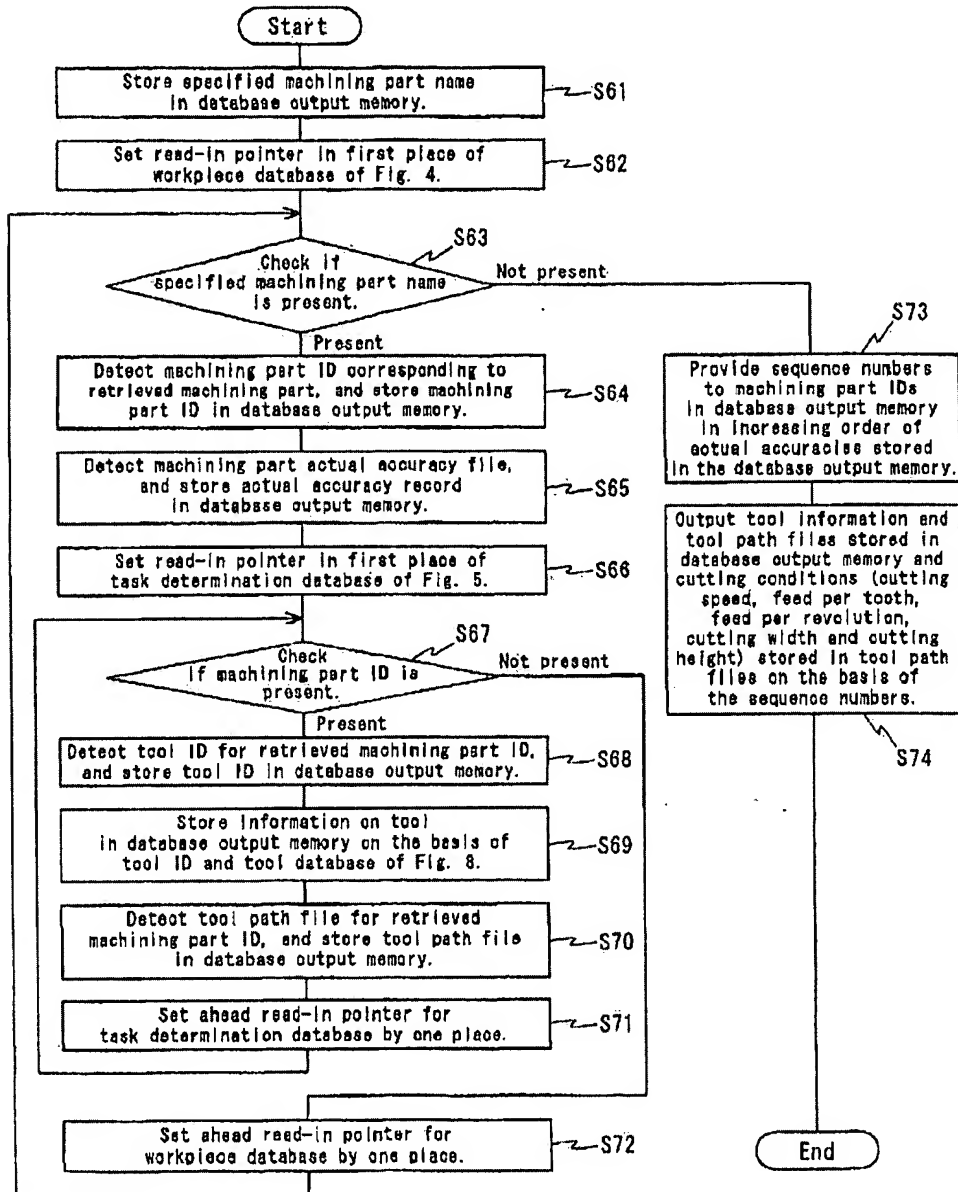 Start
Store specified machining part name
in database output memory.
S61
Set read-in pointer in first place of
workpiece database of Fig. 4.
S62
S63
Check if
specified machining part name
is present.
Not present
Present
Detect machining part ID corresponding to
retrieved machining part, and store machining
part ID in database output memory.
S64
Detect machining part actual accuracy file,
and store actual accuracy record
in database output memory.
S65
Set read-in pointer in first place of
task determination database of Fig. 5.
S66
S67
Check
if machining part ID is
present.
Not present
Present
Detect tool ID for retrieved machining part ID,
and store tool ID in database output memory.
S68
Store information on tool
in database output memory on the basis of
tool ID and tool database of Fig. 8.
S69
Detect tool path file for retrieved
machining part ID, and store tool path file
in database output memory.
S70
Set ahead read-in pointer for
task determination database by one place.
S71
Set ahead read-in pointer for
workpiece database by one place.
S72
S73
Provide sequence numbers
to machining part IDs
in database output memory
in increasing order of
actual accuracies stored
in the database output memory.
Output tool information and
tool path files stored in
database output memory and
cutting conditions (cutting
speed, feed per tooth,
feed per revolution,
cutting width and cutting
height) stored in tool path
files on the basis of
the sequence numbers.
S74
End